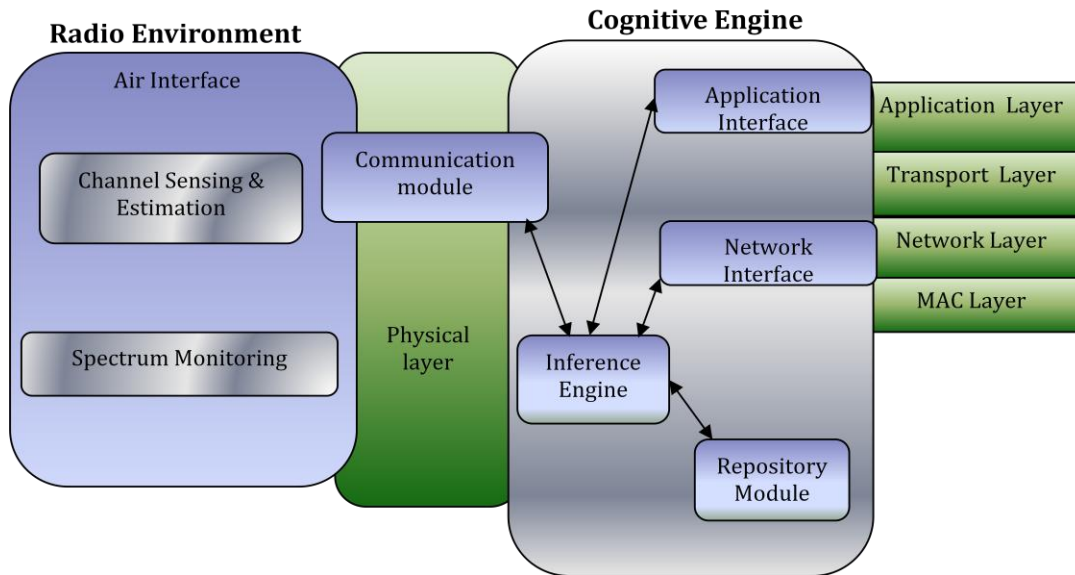 Radio Environment
Cognitive Engine
Air Interface
Channel Sensing &
Estimation
Spectrum Monitoring
Communication
module
Physical
layer
Application
Interface
Network
Interface
Inference
Engine
Repository
Module
Application Layer
Transport Layer
Network Layer
MAC Layer